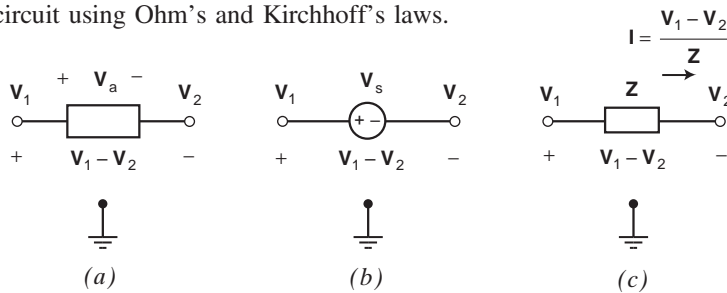 circuit using Ohm's and Kirchhoff's laws.
I = V₁ – V₂ / Z
+ Vₐ –
V₁ V₂
+ V₁ – V₂ –
(a)
Vₛ
V₁ V₂
+ –
+ V₁ – V₂ –
(b)
Z
V₁ V₂
+ V₁ – V₂ –
(c)